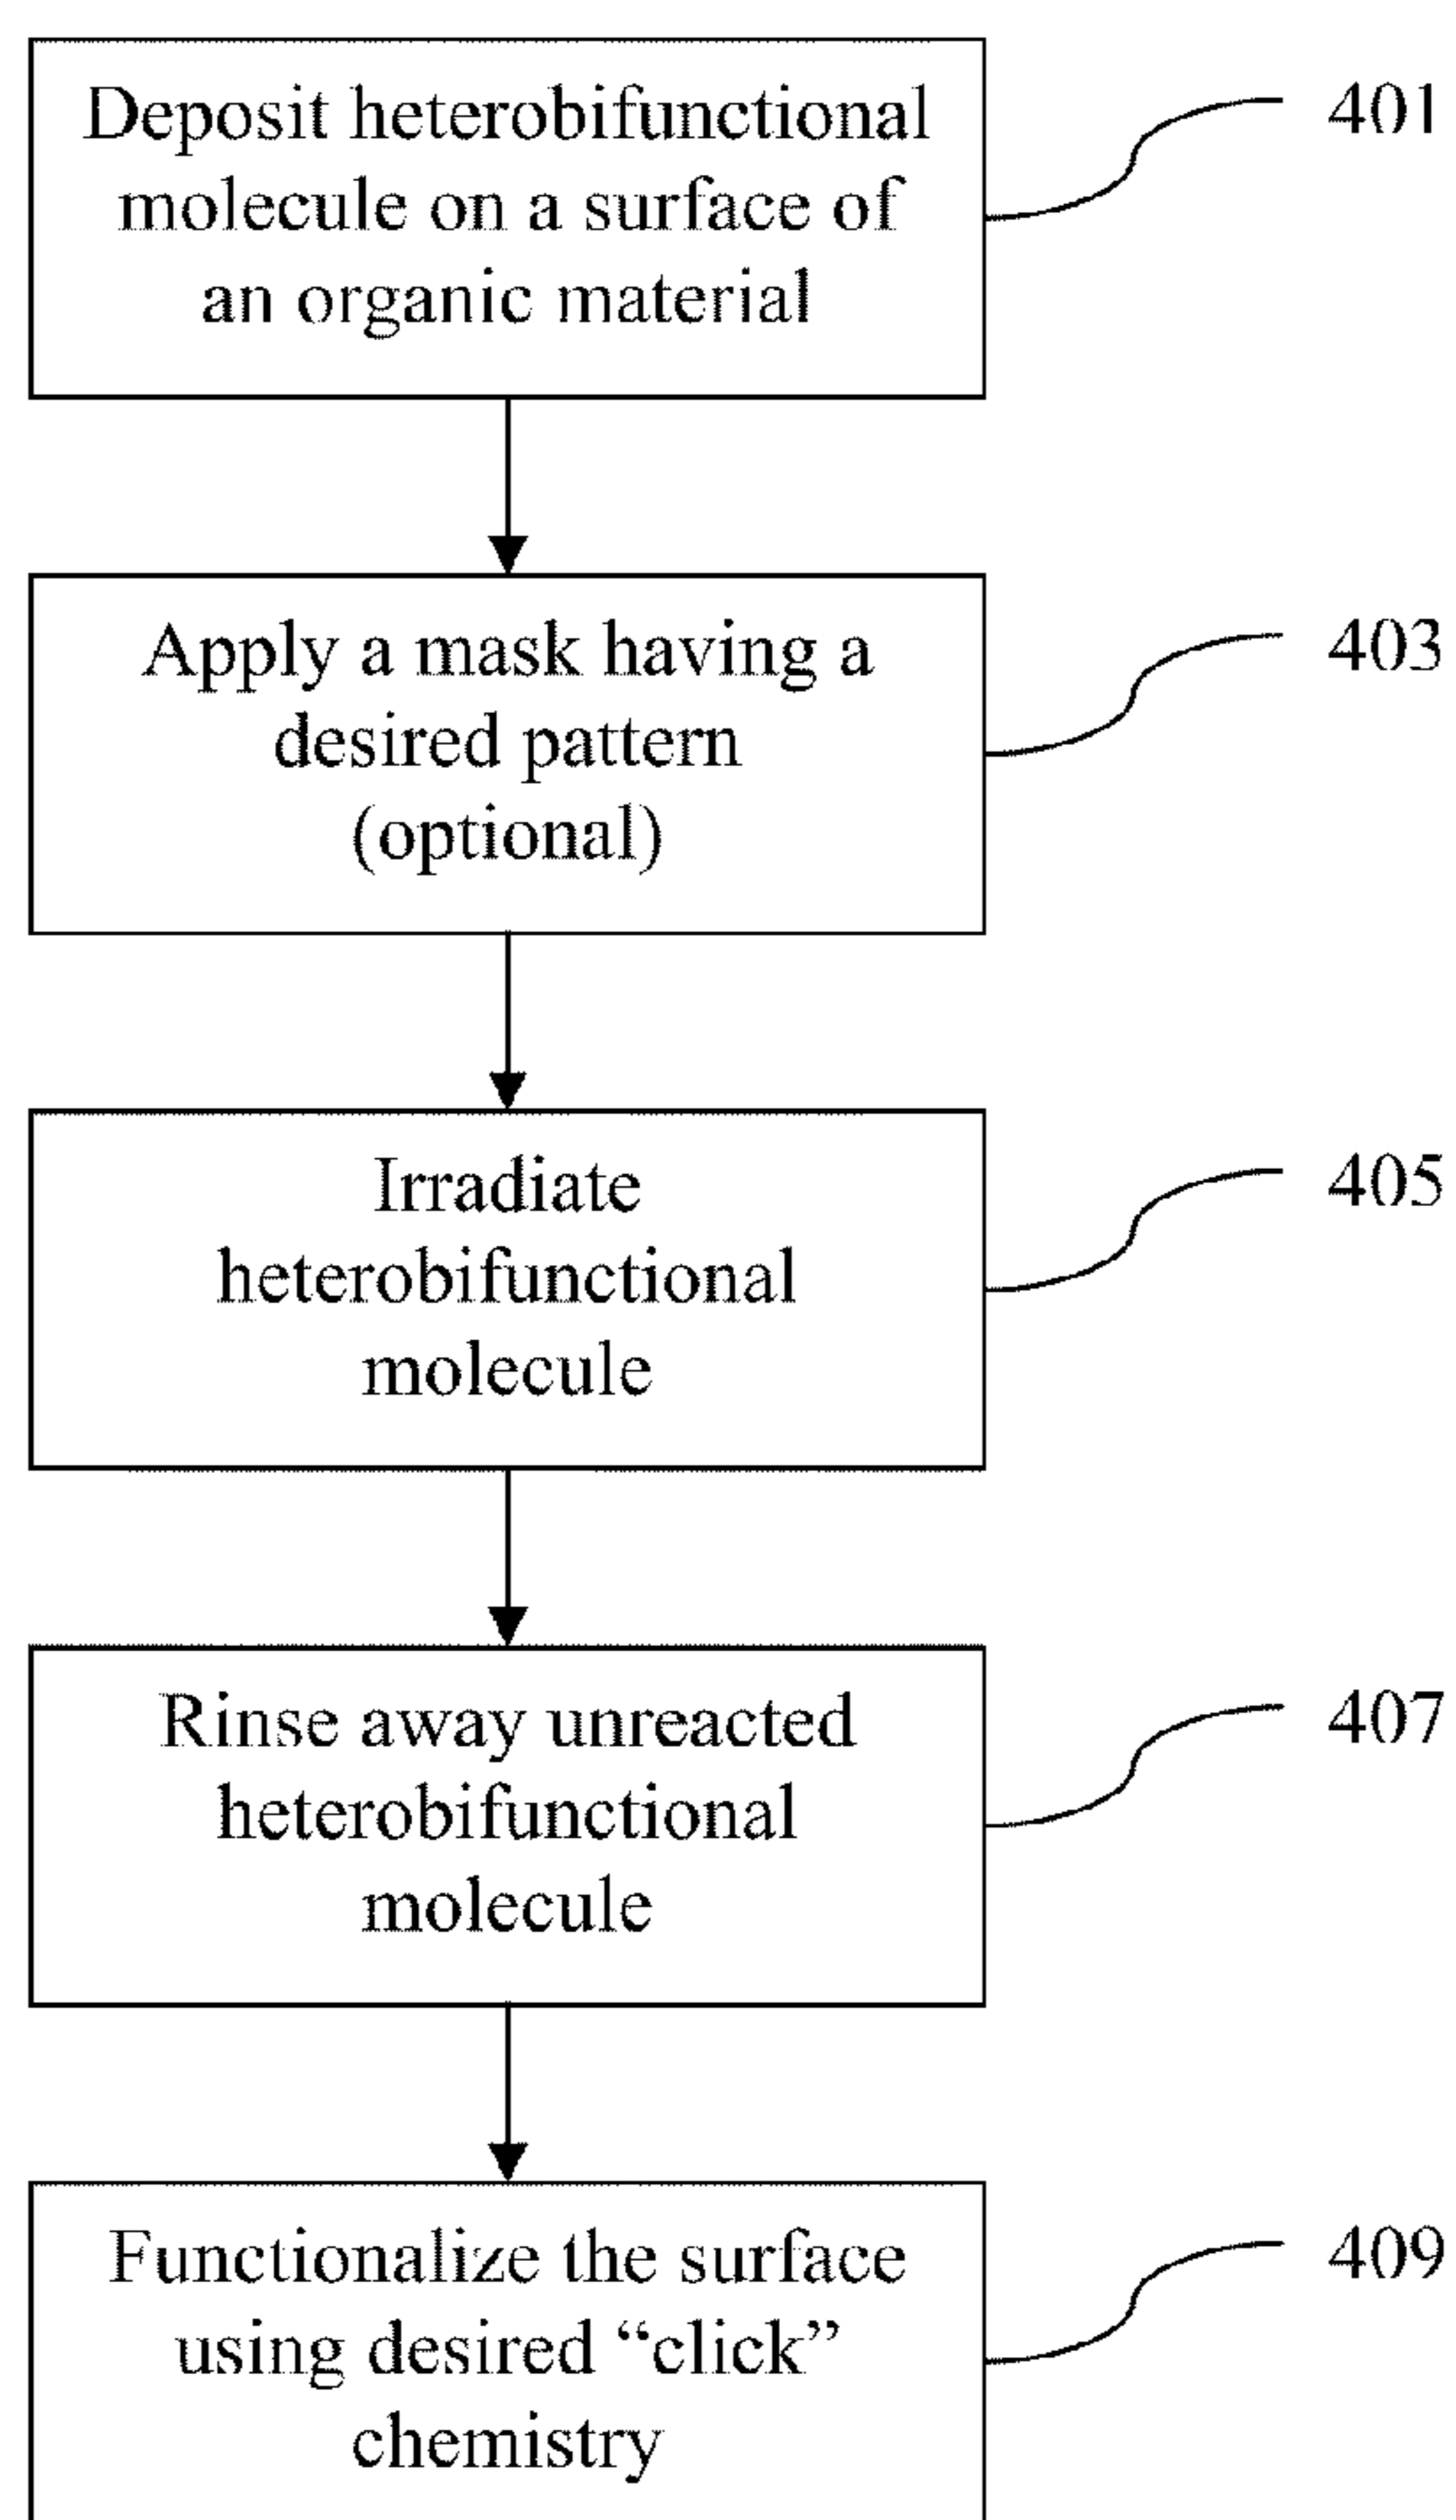 Deposit heterobifunctional
molecule on a surface of
an organic material
401
Apply a mask having a
desired pattern
(optional)
403
Irradiate
heterobifunctional
molecule
405
Rinse away unreacted
heterobifunctional
molecule
407
Functionalize the surface
using desired “click”
chemistry
409